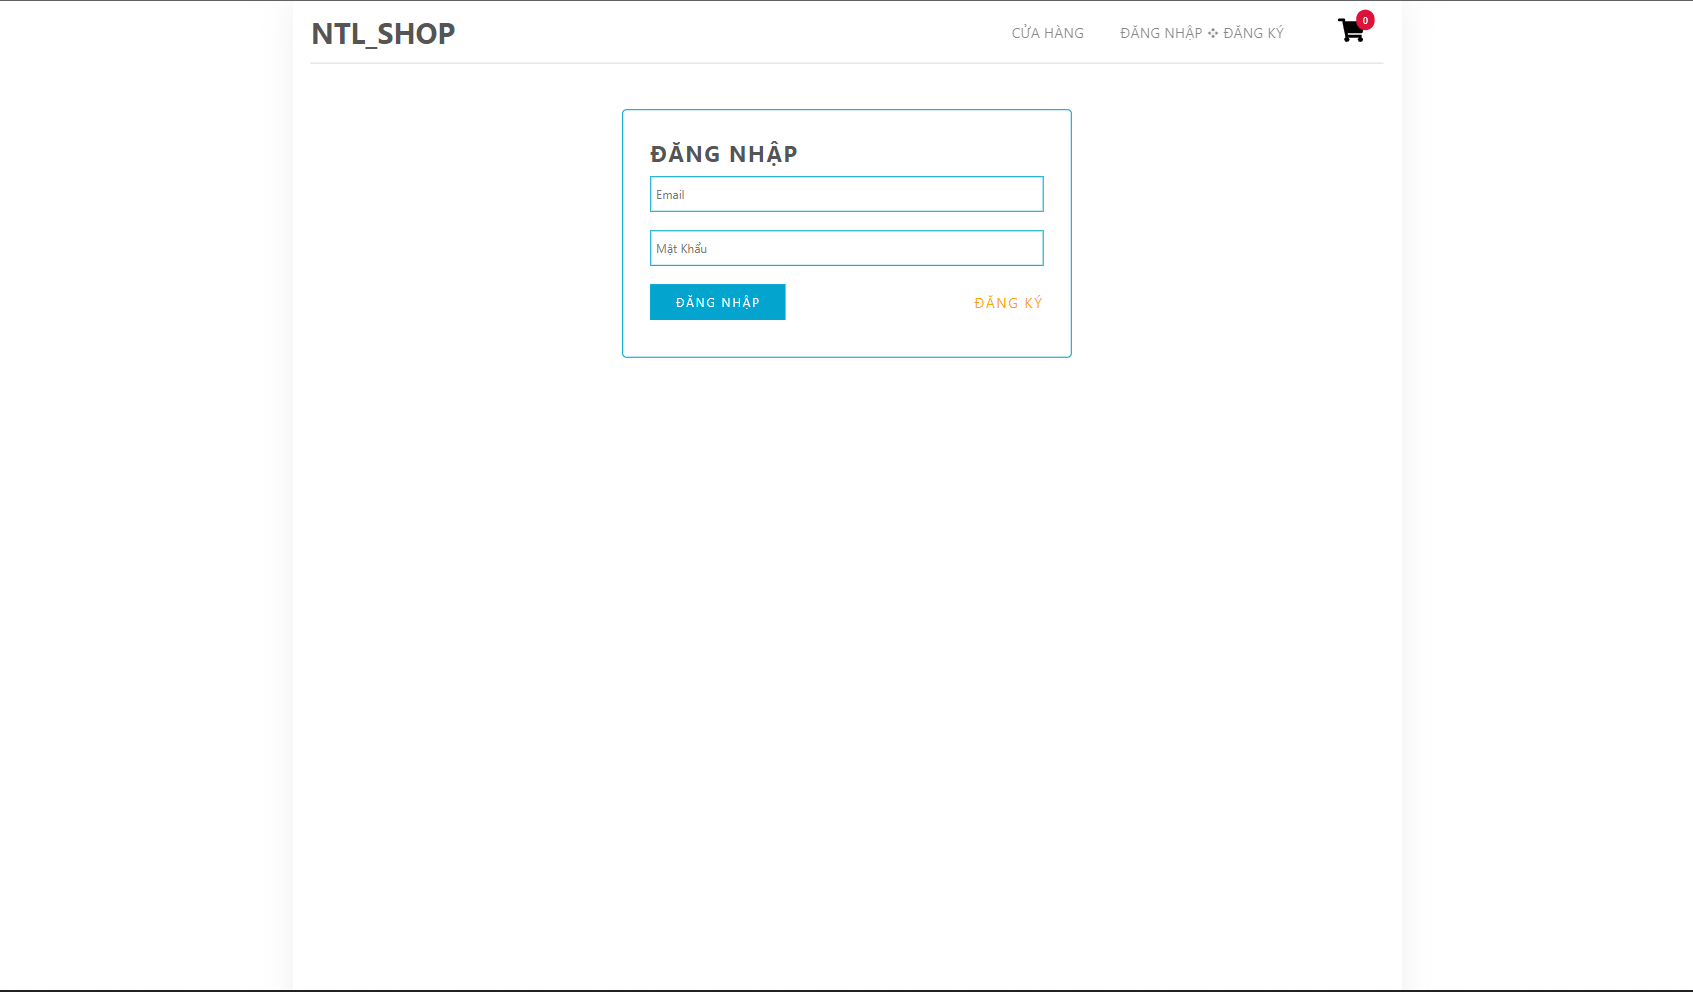 NTL_SHOP
CỬA HÀNG
ĐĂNG NHẬP ❖ ĐĂNG KÝ
0
ĐĂNG NHẬP
Email
Mật Khẩu
ĐĂNG NHẬP
ĐĂNG KÝ